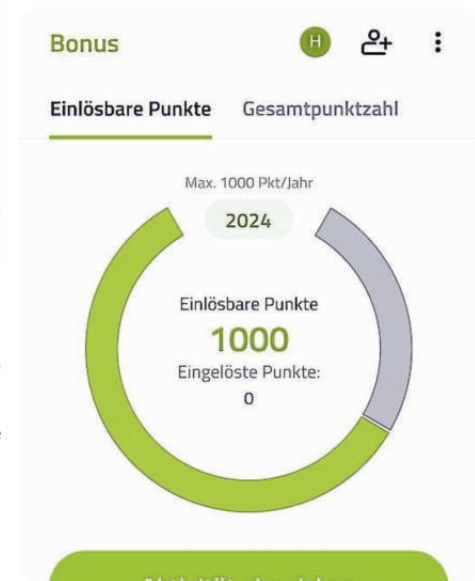 Bonus
H
Einlösbare Punkte Gesamtpunktzahl
Max. 1000 Pkt/Jahr
2024
Einlösbare Punkte
1000
Eingelöste Punkte:
0